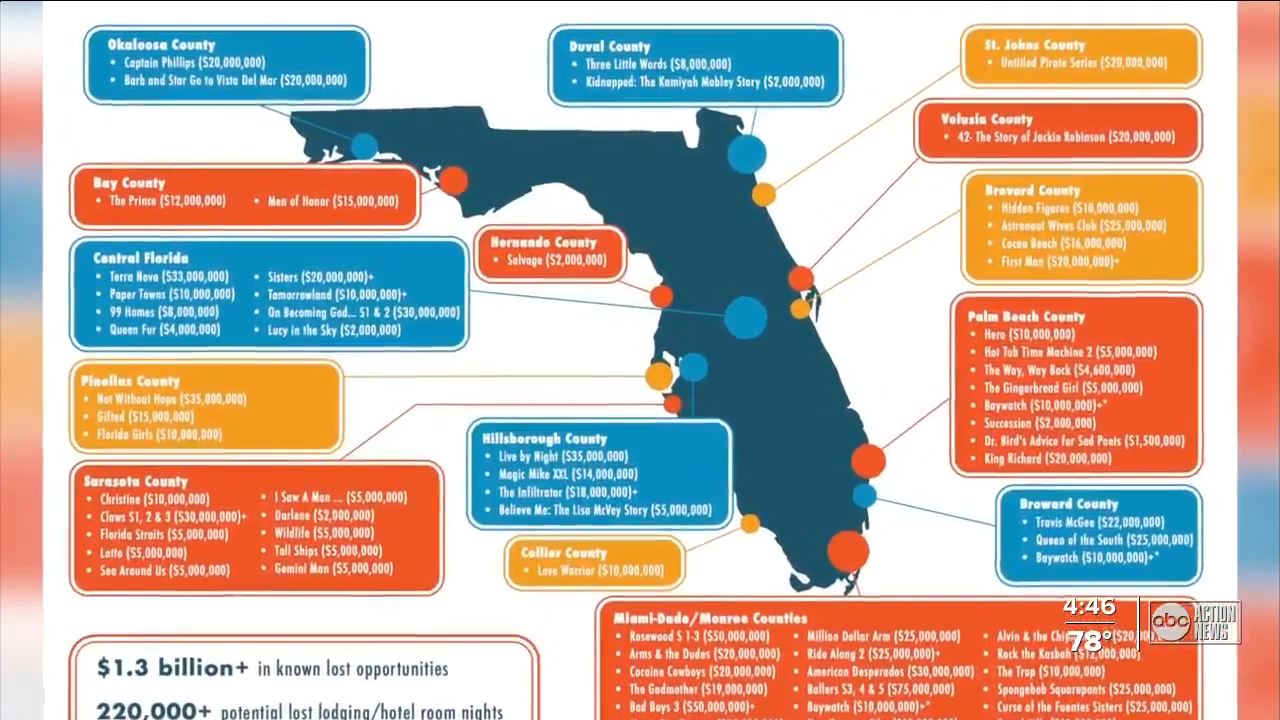 Okaloosa County
• Captain Phillips ($20,000,000)
• Barb and Star Go to Vista Del Mar ($20,000,000)
Duval County
• Three Little Words ($8,000,000)
• Kidnapped: The Kamiyah Mobley Story ($2,000,000)
St. Johns County
• Untitled Pirate Series ($20,000,000)
Volusia County
• 42- The Story of Jackie Robinson ($20,000,000)
Bay County
• The Prince ($12,000,000)
• Men of Honor ($15,000,000)
Brevard County
• Hidden Figures ($10,000,000)
• Astronaut Wives Club ($25,000,000)
• Cocoa Beach ($16,000,000)
• First Man ($20,000,000)+
Hernando County
• Salvage ($2,000,000)
Central Florida
• Terra Nova ($33,000,000)
• Paper Towns ($10,000,000)
• 99 Homes ($8,000,000)
• Queen Fur ($4,000,000)
• Sisters ($20,000,000)+
• Tomorrowland ($10,000,000)+
• On Becoming God... S1 & 2 ($30,000,000)
• Lucy in the Sky ($2,000,000)
Palm Beach County
• Hero ($10,000,000)
• Hot Tub Time Machine 2 ($5,000,000)
• The Way, Way Back ($4,600,000)
• The Gingerbread Girl ($5,000,000)
• Baywatch ($10,000,000)+*
• Succession ($2,000,000)
• Dr. Bird's Advice for Sad Poets ($1,500,000)
• King Richard ($20,000,000)
Pinellas County
• Not Without Hope ($35,000,000)
• Gifted ($15,000,000)
• Florida Girls ($10,000,000)
Hillsborough County
• Live by Night ($35,000,000)
• Magic Mike XXL ($14,000,000)
• The Infiltrator ($18,000,000)+
• Believe Me: The Lisa McVey Story ($5,000,000)
Sarasota County
• Christine ($10,000,000)
• Claws S1, 2 & 3 ($30,000,000)+
• Florida Straits ($5,000,000)
• Lotto ($5,000,000)
• Sea Around Us ($5,000,000)
• I Saw A Man ... ($5,000,000)
• Darlene ($2,000,000)
• Wildlife ($5,000,000)
• Tall Ships ($5,000,000)
• Gemini Man ($5,000,000)
Broward County
• Travis McGee ($22,000,000)
• Queen of the South ($25,000,000)
• Baywatch ($10,000,000)+*
Collier County
• Love Warrior ($10,000,000)
Miami-Dade/Monroe Counties
• Rosewood S 1-3 ($50,000,000)
• Arms & the Dudes ($20,000,000)
• Cocaine Cowboys ($20,000,000)
• The Godmother ($19,000,000)
• Bad Boys 3 ($50,000,000)+
• Million Dollar Arm ($25,000,000)
• Ride Along 2 ($25,000,000)+
• American Desperados ($30,000,000)
• Ballers S3, 4 & 5 ($75,000,000)
• Baywatch ($10,000,000)+*
• Alvin & the
• Rock the Kasbah ($12,000,000)
• The Trap ($10,000,000)
• Spongebob Squarepants ($25,000,000)
• Curse of the Fuentes Sisters ($25,000,000)
$1.3 billion+ in known lost opportunities
220,000+ potential lost lodging/hotel room nights
4:46
78°
abc ACTION NEWS